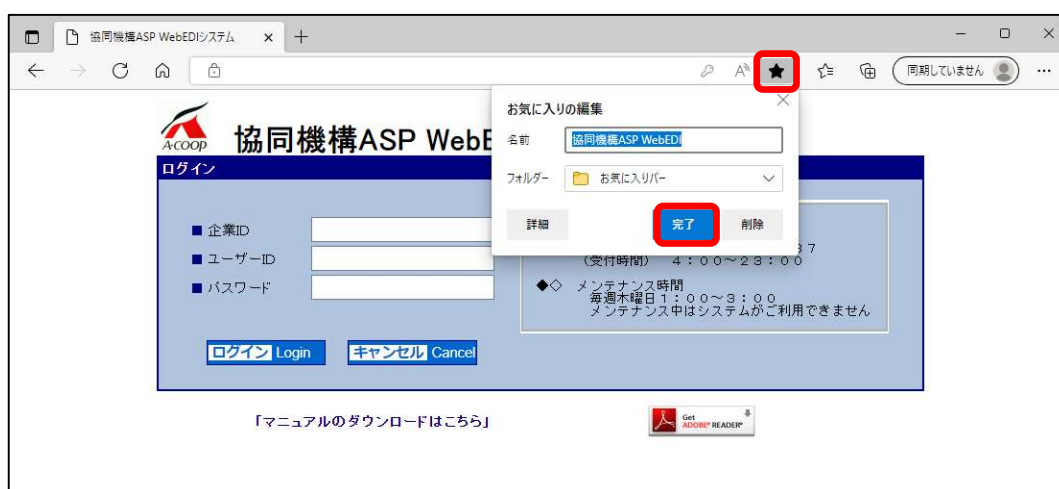 協同機構ASP WebEDIシステム
同期していません
お気に入りの編集
名前
協同機構ASP WebEDI
フォルダー
お気に入りバー
詳細
完了
削除
A-COOP
協同機構ASP WebE
ログイン
企業ID
ユーザーID
パスワード
37
(受付時間) 4:00~23:00
◆◇ メンテナンス時間
毎週木曜日1:00~3:00
メンテナンス中はシステムがご利用できません
ログイン Login
キャンセル Cancel
「マニュアルのダウンロードはこちら」
Get
ADOBE® READER®